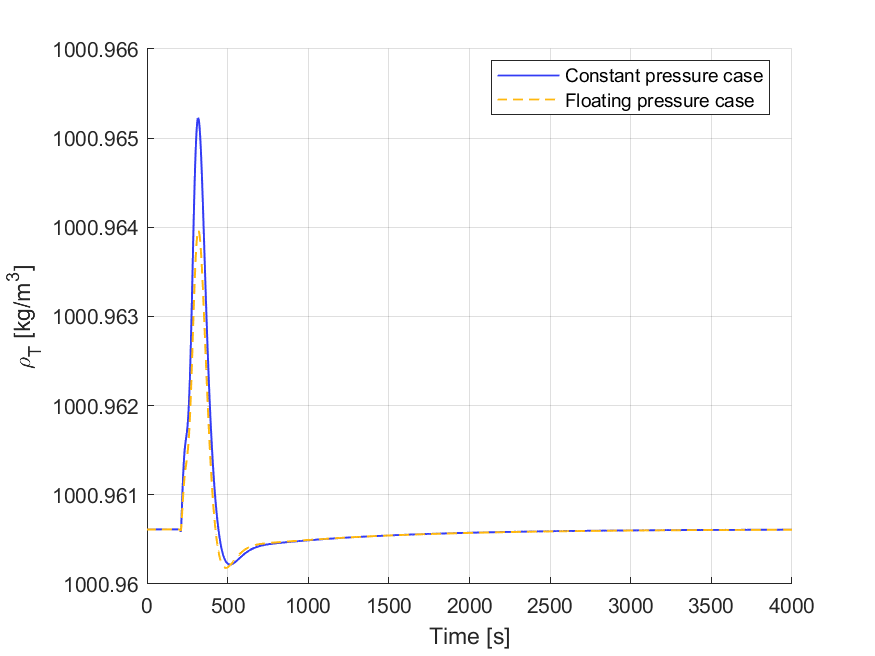 1000.966
1000.965
1000.964
1000.963
1000.962
1000.961
1000.96
ρT [kg/m3]
Constant pressure case
Floating pressure case
0 500 1000 1500 2000 2500 3000 3500 4000
Time [s]